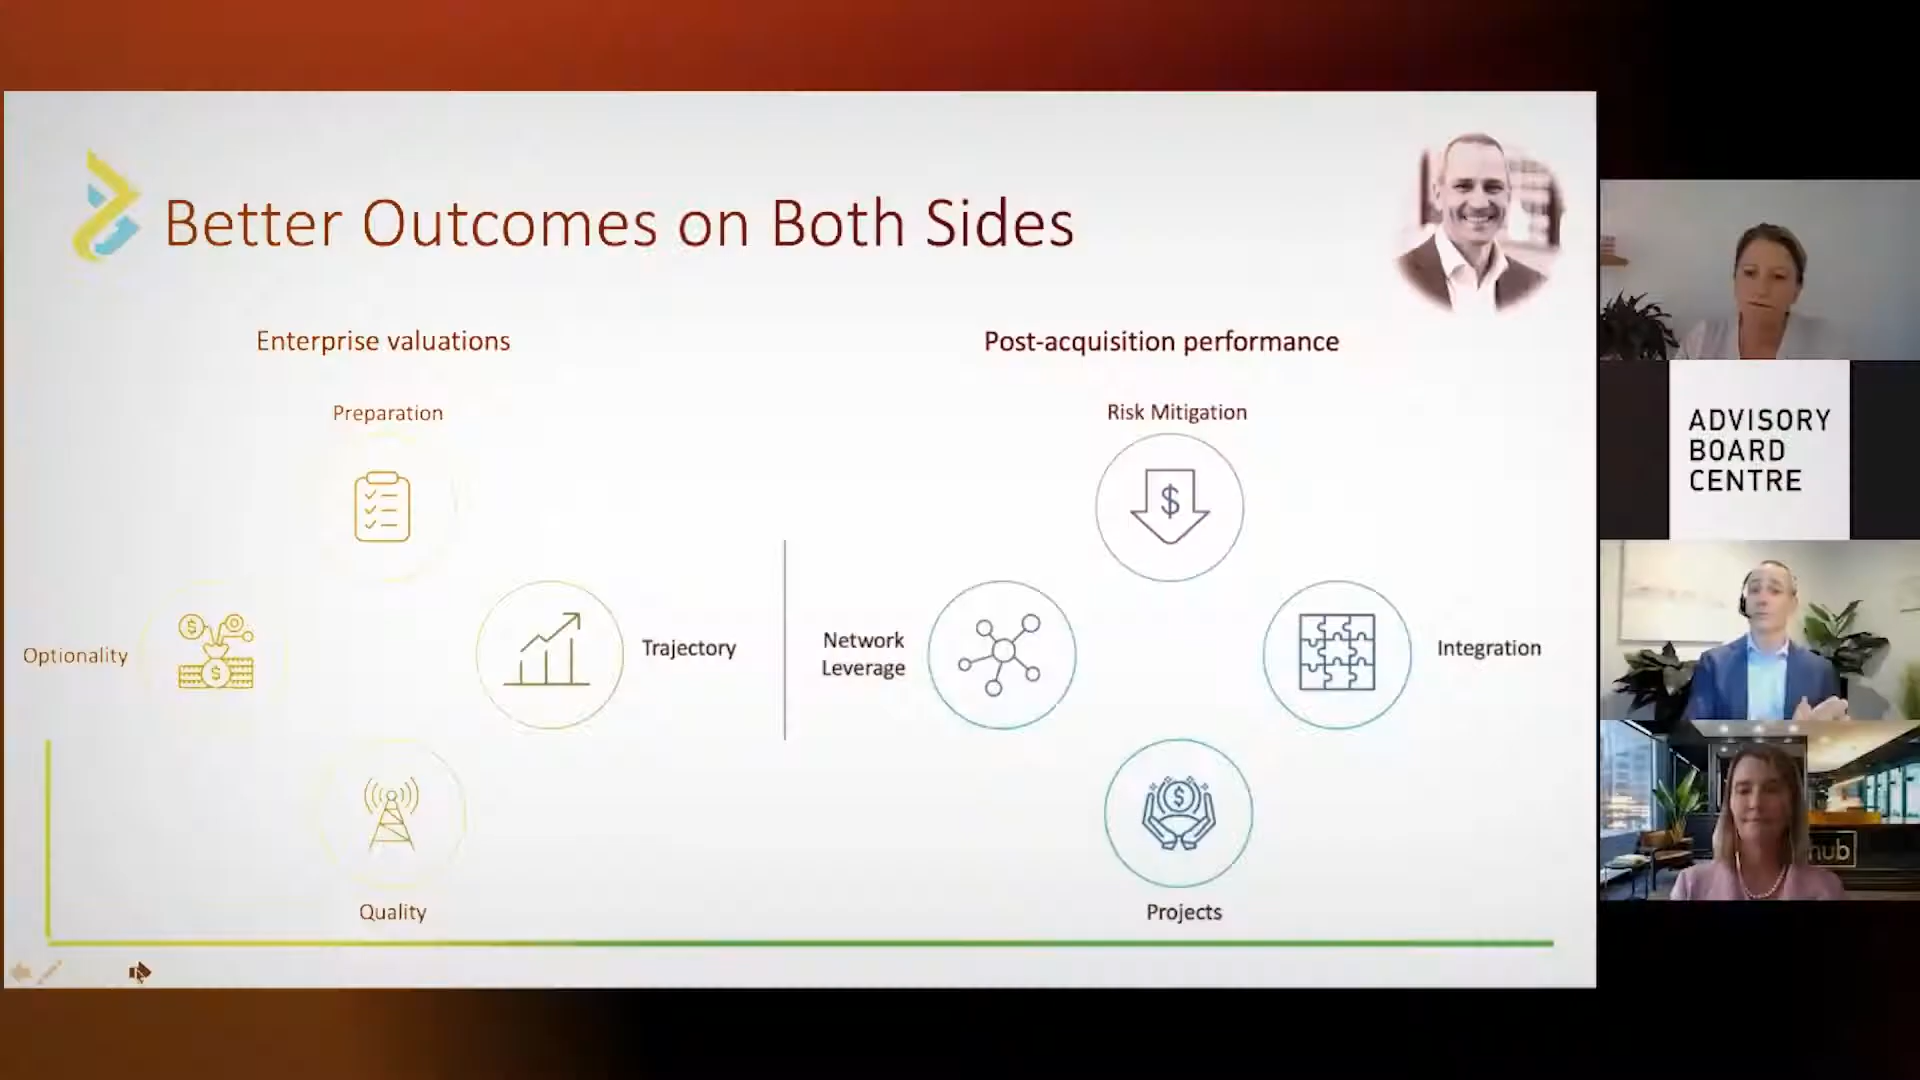 Better Outcomes on Both Sides
Enterprise valuations
Preparation
Optionality
Trajectory
Quality
Post-acquisition performance
Risk Mitigation
$
Network
Leverage
Integration
Projects
ADVISORY
BOARD
CENTRE
hub